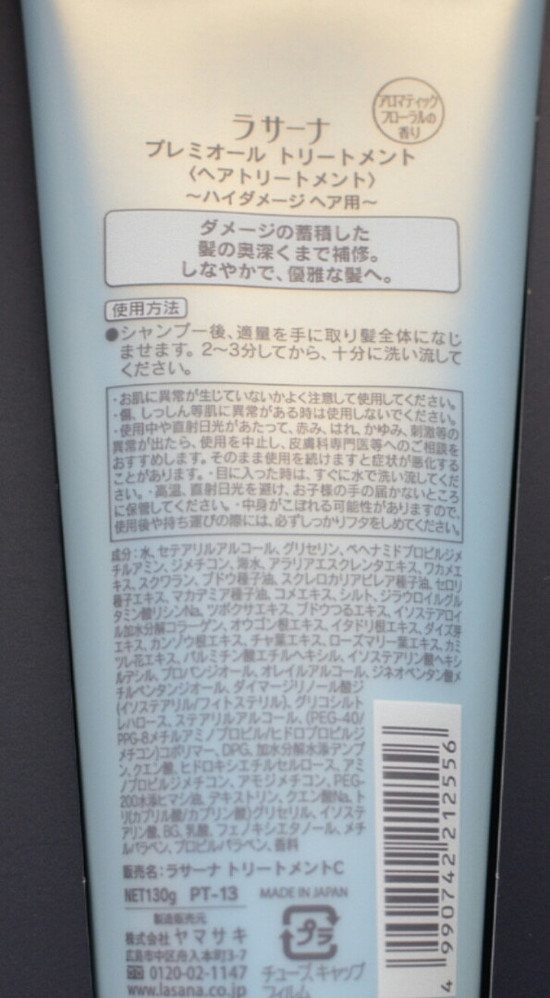 アロマティック
フローラルの
香り
ラサーナ
プレミオール トリートメント
〈ヘアトリートメント〉
～ハイダメージ ヘア用～
ダメージの蓄積した
髪の奥深くまで補修。
しなやかで、優雅な髪へ。
使用方法
●シャンプー後、適量を手に取り髪全体になじ
ませます。2～3分してから、十分に洗い流して
ください。
・お肌に異常が生じていないかよく注意して使用してください。
・傷、しっしん等肌に異常がある時は使用しないでください。
・使用中や直射日光があたって、赤み、はれ、かゆみ、刺激等の
異常が出たら、使用を中止し、皮膚科専門医等へのご相談を
おすすめします。そのまま使用を続けますと症状が悪化する
ことがあります。・目に入った時は、すぐに水で洗い流してくだ
さい。・高温、直射日光を避け、お子様の手の届かないところ
に保管してください。・中身がこぼれる可能性がありますので、
使用後や持ち運びの際には、必ずしっかりフタをしめてください。
成分：水、セテアリルアルコール、グリセリン、ベヘナミドプロピルジメ
チルアミン、ジメチコン、海水、アラリアエスクレンタエキス、ワカメエ
キス、スクワラン、ブドウ種子油、スクレロカリアビレア種子油、セロリ
種子エキス、マカデミア種子油、コメエキス、シルト、ジラウロイルグル
タミン酸リシンNa、ツボクサエキス、ブドウつるエキス、イソステアロイ
ル加水分解コラーゲン、オウゴン根エキス、イタドリ根エキス、ダイズ芽
エキス、カンゾウ根エキス、チャ葉エキス、ローズマリー葉エキス、カミ
ツレ花エキス、パルミチン酸エチルヘキシル、イソステアリン酸ヘキシ
ルデシル、プロパンジオール、オレイルアルコール、ジネオペンタン酸メ
チルペンタンジオール、ダイマージリノール酸ジ
(イソステアリル/フィトステリル)、グリコシルト
レハロース、ステアリルアルコール、(PEG-40/
PPG-8メチルアミノプロピル/ヒドロプロピルジ
メチコン)コポリマー、DPG、加水分解水添デンプ
ン、クエン酸、ヒドロキシエチルセルロース、アミ
ノプロピルジメチコン、アモジメチコン、PEG-
200水添ヒマシ油、デキストリン、クエン酸Na、ト
リ(カプリル酸/カプリン酸)グリセリル、イソステ
アリン酸、BG、乳酸、フェノキシエタノール、メチ
ルパラベン、プロピルパラベン、香料
販売名：ラサーナ トリートメントC
NET130g PT-13 MADE IN JAPAN
製造販売元
株式会社 ヤマサキ
広島市中区舟入本町3-7
0120-02-1147
www.lasana.co.jp
プラ
チューブ、キャップ
フィルム
4 990742 212556